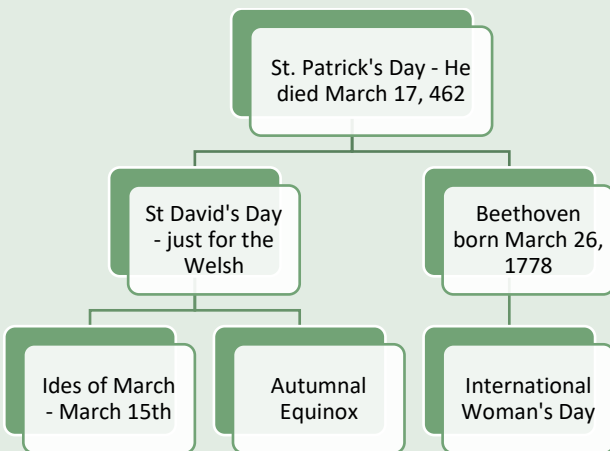 St. Patrick's Day - He
died March 17, 462
St David's Day
- just for the
Welsh
Beethoven
born March 26,
1778
Ides of March
- March 15th
Autumnal
Equinox
International
Woman's Day